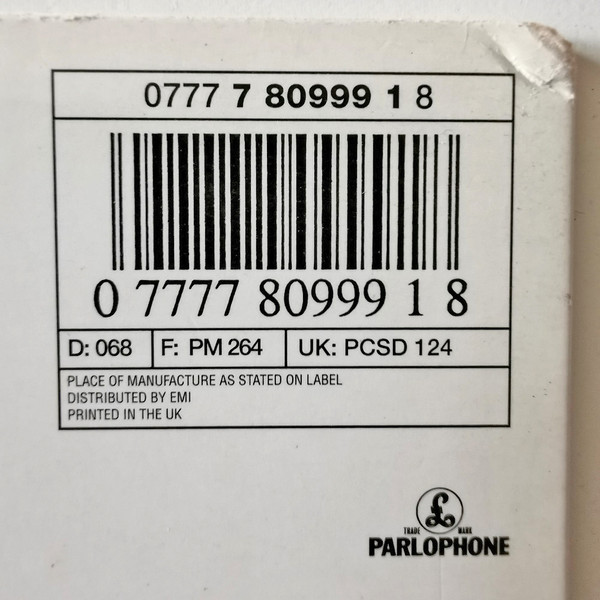 0777 7 80999 1 8
0 7777 80999 1 8
D: 068 F: PM 264 UK: PCSD 124
PLACE OF MANUFACTURE AS STATED ON LABEL
DISTRIBUTED BY EMI
PRINTED IN THE UK
£
TRADE MARK
PARLOPHONE